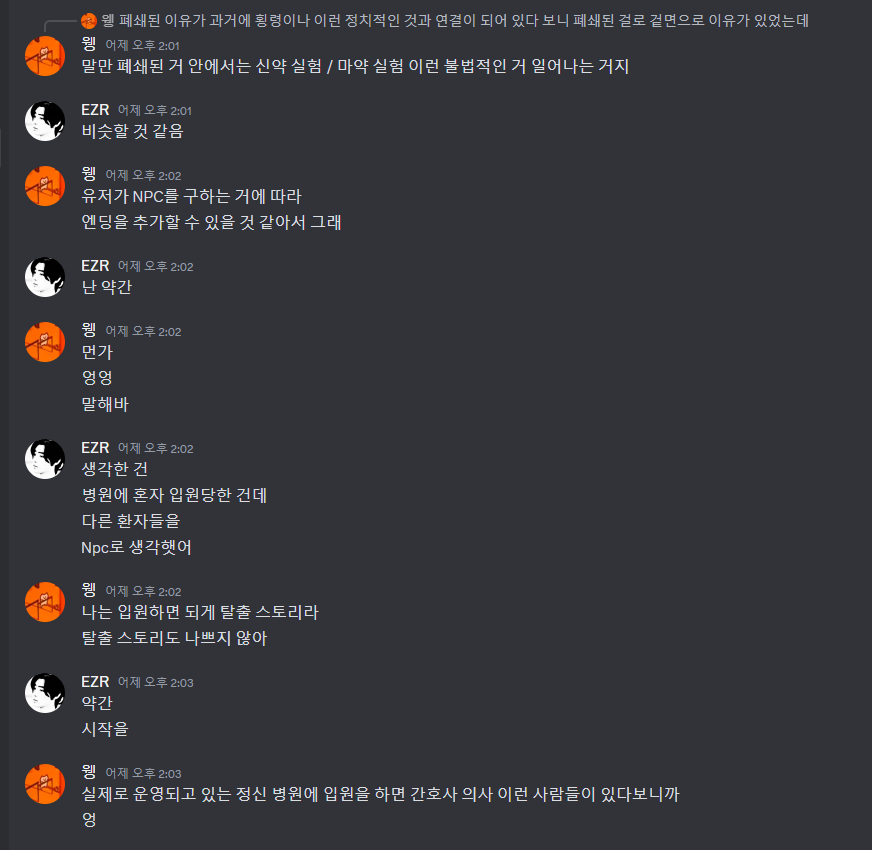 웽 폐쇄된 이유가 과거에 횡령이나 이런 정치적인 것과 연결이 되어 있다 보니 폐쇄된 걸로 겉면으로 이유가 있었는데
웽 어제 오후 2:01
말만 폐쇄된 거 안에서는 신약 실험 / 마약 실험 이런 불법적인 거 일어나는 거지
EZR 어제 오후 2:01
비슷할 것 같음
웽 어제 오후 2:02
유저가 NPC를 구하는 거에 따라
엔딩을 추가할 수 있을 것 같아서 그래
EZR 어제 오후 2:02
난 약간
웽 어제 오후 2:02
먼가
엉엉
말해바
EZR 어제 오후 2:02
생각한 건
병원에 혼자 입원당한 건데
다른 환자들을
Npc로 생각햇어
웽 어제 오후 2:02
나는 입원하면 되게 탈출 스토리라
탈출 스토리도 나쁘지 않아
EZR 어제 오후 2:03
약간
시작을
웽 어제 오후 2:03
실제로 운영되고 있는 정신 병원에 입원을 하면 간호사 의사 이런 사람들이 있다보니까
엉